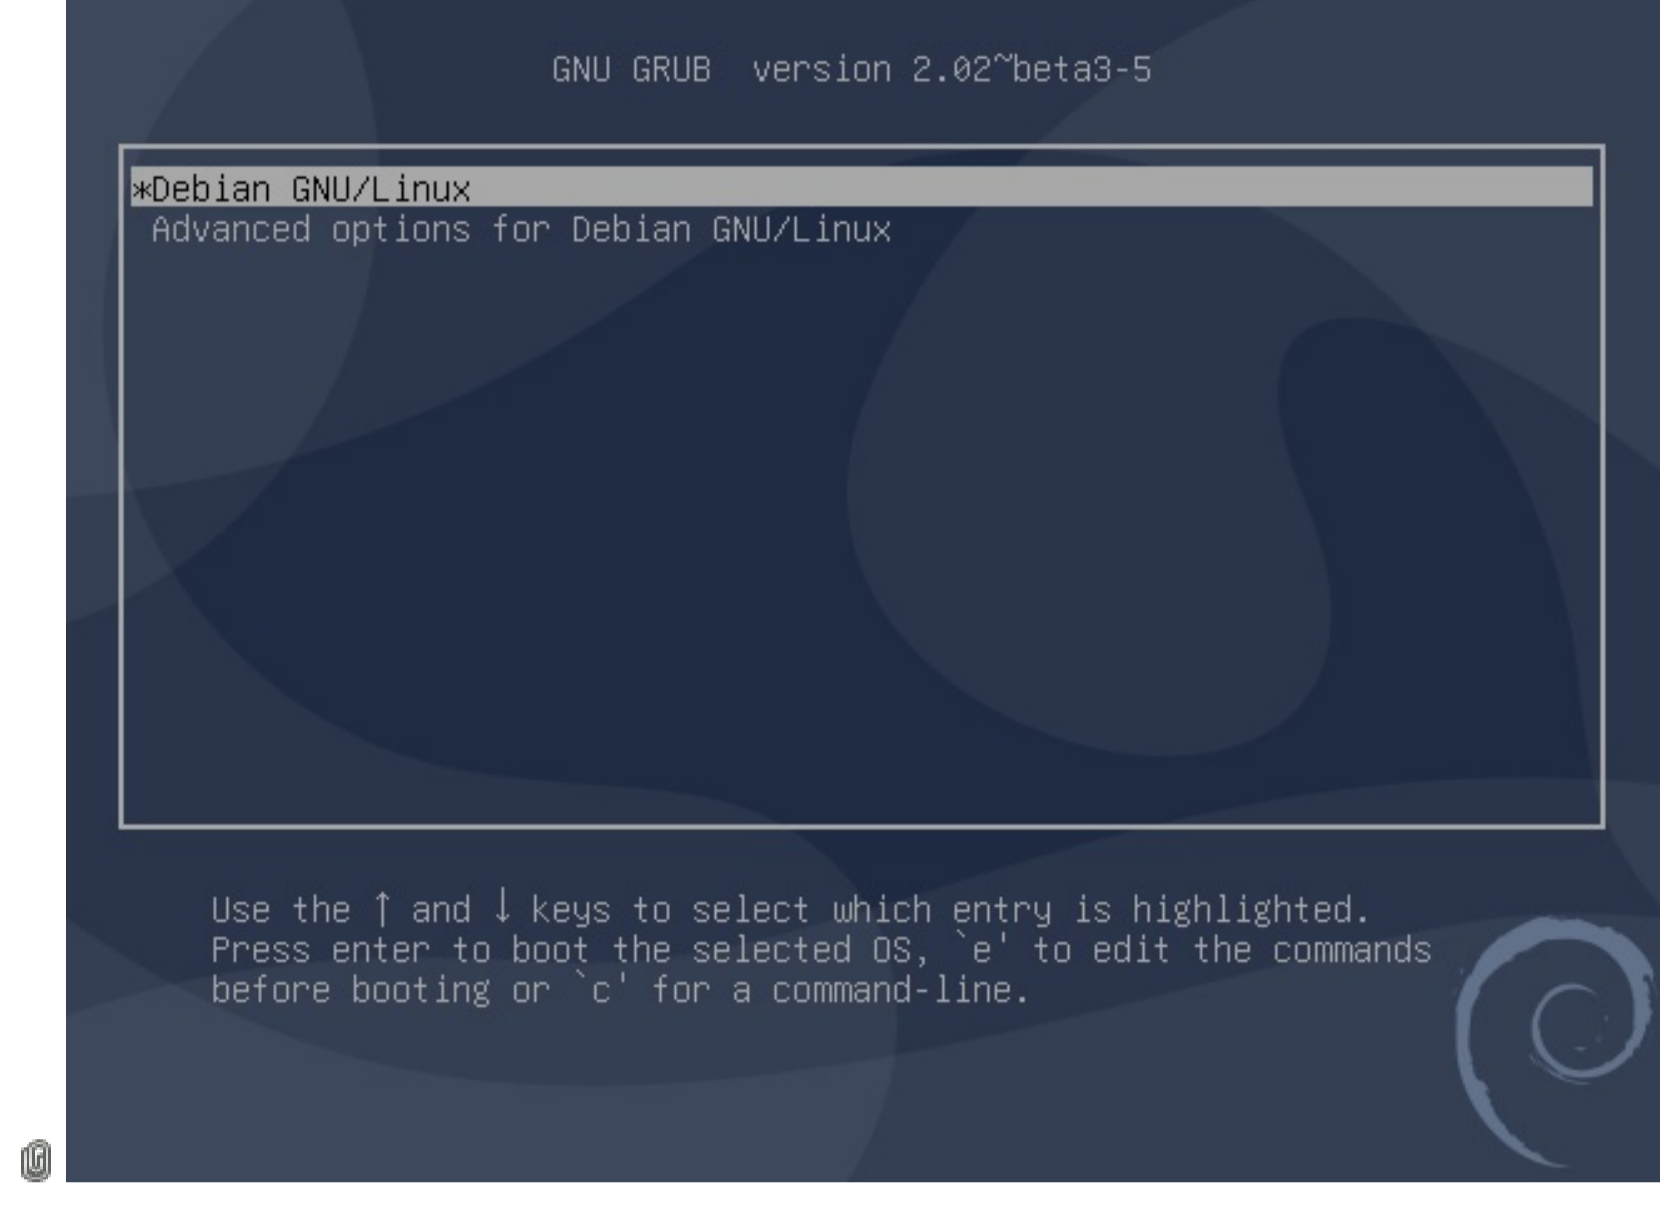 GNU GRUB  version 2.02~beta3-5
*Debian GNU/Linux
Advanced options for Debian GNU/Linux
Use the ↑ and ↓ keys to select which entry is highlighted.
Press enter to boot the selected OS, `e' to edit the commands
before booting or `c' for a command-line.